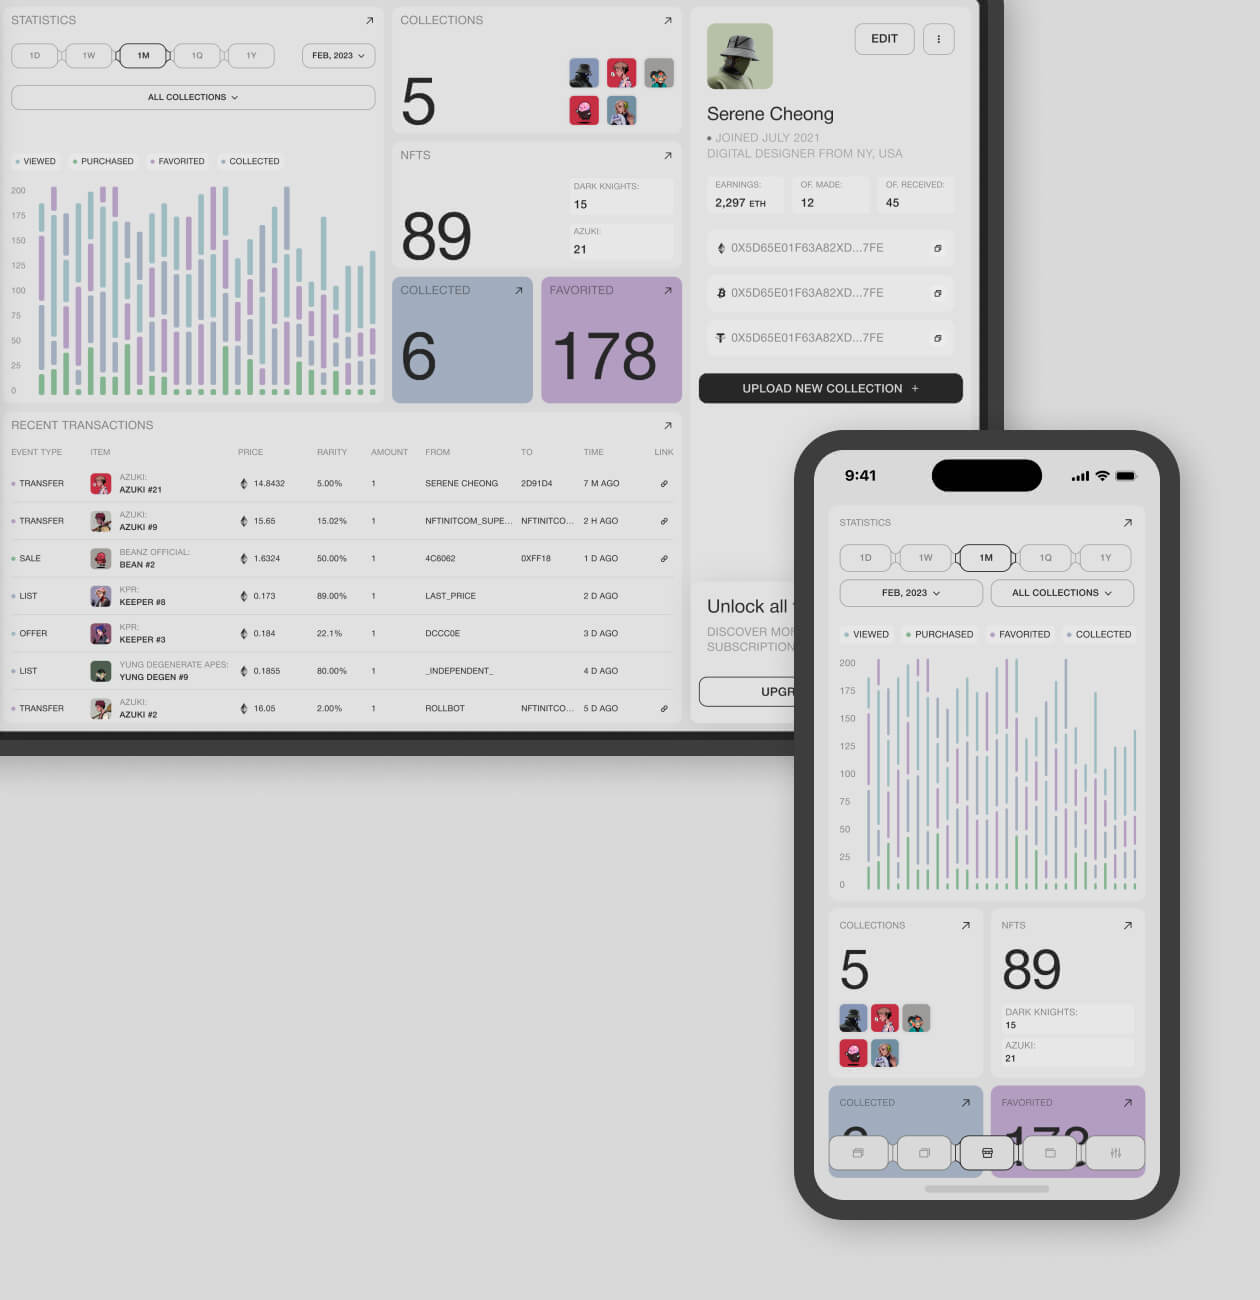 STATISTICS
1D
1W
1M
1Q
1Y
FEB, 2023
ALL COLLECTIONS
VIEWED
PURCHASED
FAVORITED
COLLECTED
200
175
150
125
100
75
50
25
0
COLLECTIONS
5
NFTS
89
DARK KNIGHTS:
15
AZUKI:
21
COLLECTED
6
FAVORITED
178
EDIT
Serene Cheong
• JOINED JULY 2021
DIGITAL DESIGNER FROM NY, USA
EARNINGS:
2,297 ETH
OF. MADE:
12
OF. RECEIVED:
45
0X5D65E01F63A82XD...7FE
0X5D65E01F63A82XD...7FE
0X5D65E01F63A82XD...7FE
UPLOAD NEW COLLECTION +
RECENT TRANSACTIONS
EVENT TYPE ITEM PRICE RARITY AMOUNT FROM TO TIME LINK
TRANSFER AZUKI: AZUKI #21 14.8432 5.00% 1 SERENE CHEONG 2D91D4 7 M AGO
TRANSFER AZUKI: AZUKI #9 15.65 15.02% 1 NFTINITCOM_SUPE... NFTINITCO... 2 H AGO
SALE BEANZ OFFICIAL: BEAN #2 1.6324 50.00% 1 4C6062 0XFF18 1 D AGO
LIST KPR: KEEPER #8 0.173 89.00% 1 LAST_PRICE 2 D AGO
OFFER KPR: KEEPER #3 0.184 22.1% 1 DCCC0E 3 D AGO
LIST YUNG DEGENERATE APES: YUNG DEGEN #9 0.1855 80.00% 1 _INDEPENDENT_ 4 D AGO
TRANSFER AZUKI: AZUKI #2 16.05 2.00% 1 ROLLBOT NFTINITCO... 5 D AGO
Unlock all
DISCOVER MOR
SUBSCRIPTION
UPGR
9:41
STATISTICS
1D
1W
1M
1Q
1Y
FEB, 2023
ALL COLLECTIONS
VIEWED
PURCHASED
FAVORITED
COLLECTED
200
175
150
125
100
75
50
25
0
COLLECTIONS
5
NFTS
89
DARK KNIGHTS:
15
AZUKI:
21
COLLECTED
6
FAVORITED
178